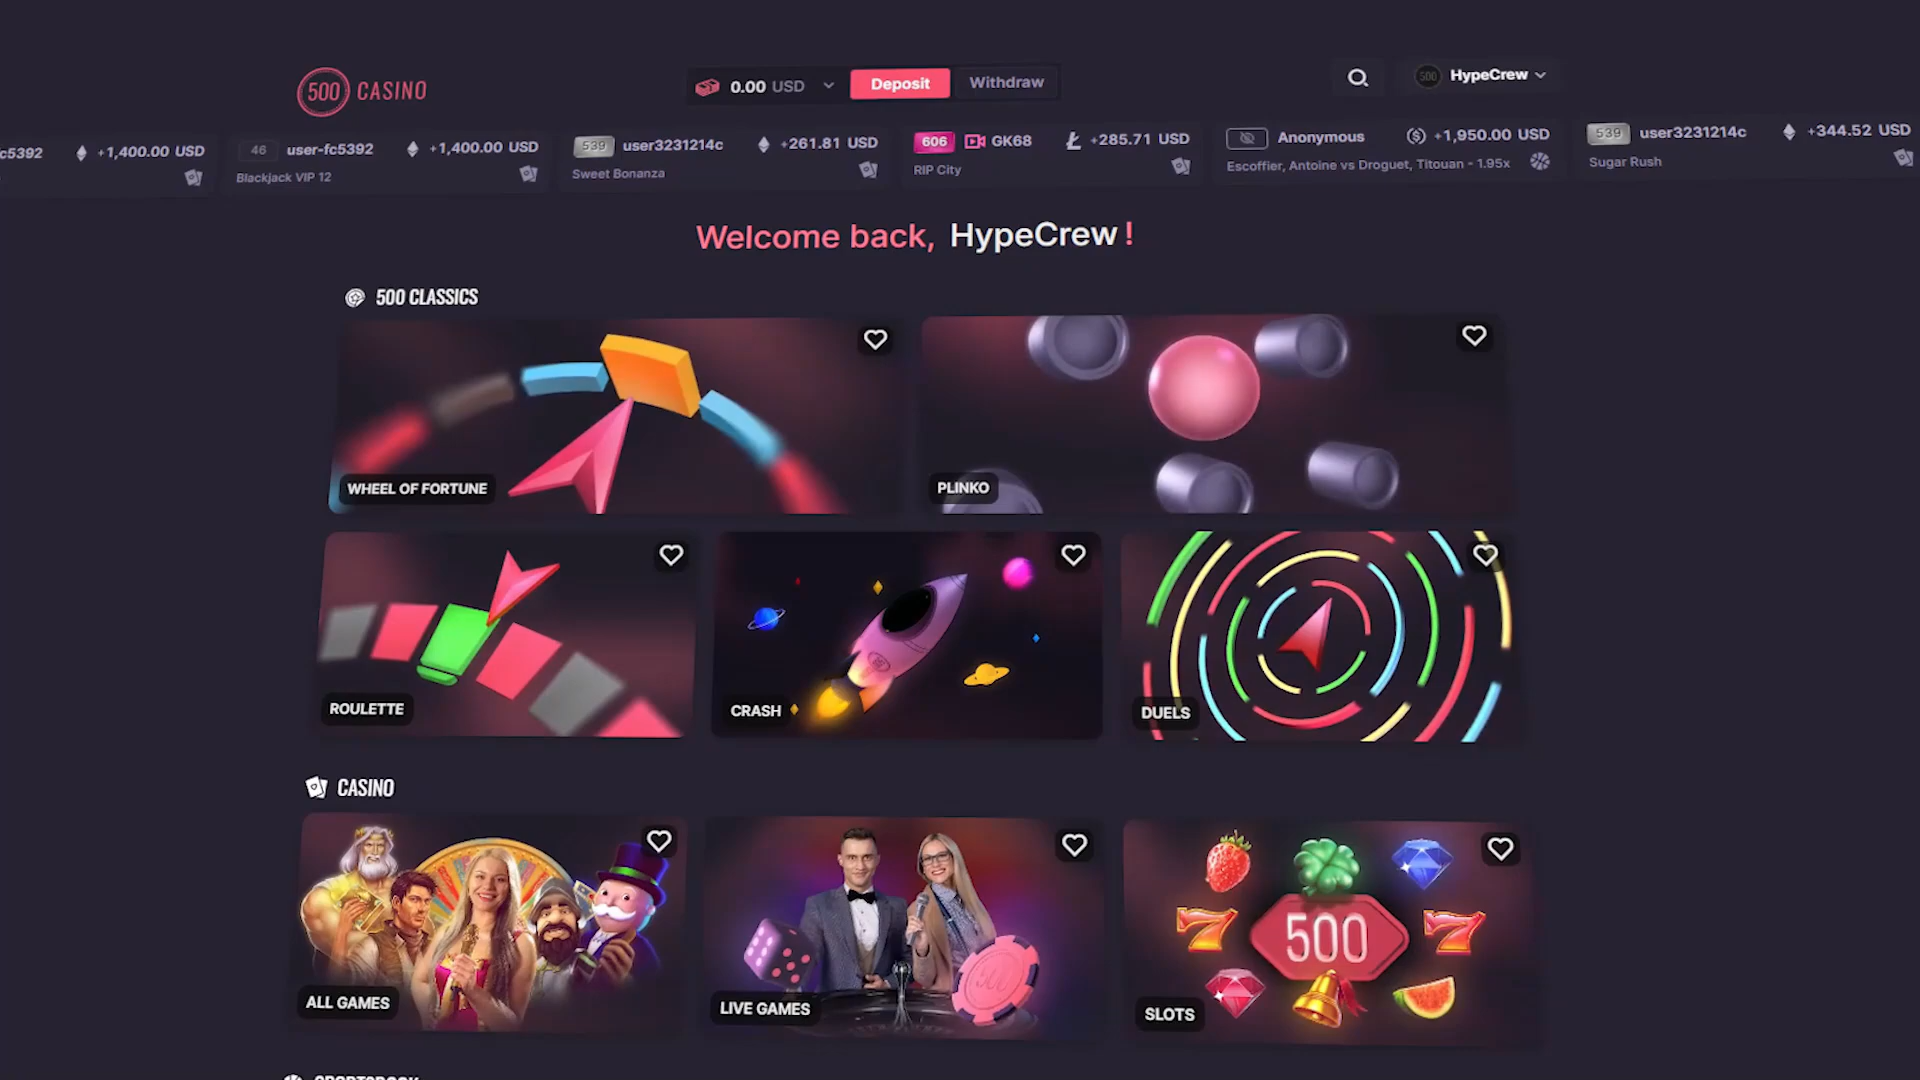 500 CASINO
0.00 USD
Deposit
Withdraw
500
HypeCrew
c5392
+1,400.00 USD
46 user-fc5392 +1,400.00 USD
Blackjack VIP 12
539 user3231214c +261.81 USD
Sweet Bonanza
606 GK68 +285.71 USD
RIP City
Anonymous +1,950.00 USD
Escoffier, Antoine vs Droguet, Titouan - 1.95x
539 user3231214c +344.52 USD
Sugar Rush
Welcome back, HypeCrew !
500 CLASSICS
WHEEL OF FORTUNE
PLINKO
ROULETTE
CRASH
DUELS
CASINO
ALL GAMES
LIVE GAMES
7 500 7
SLOTS